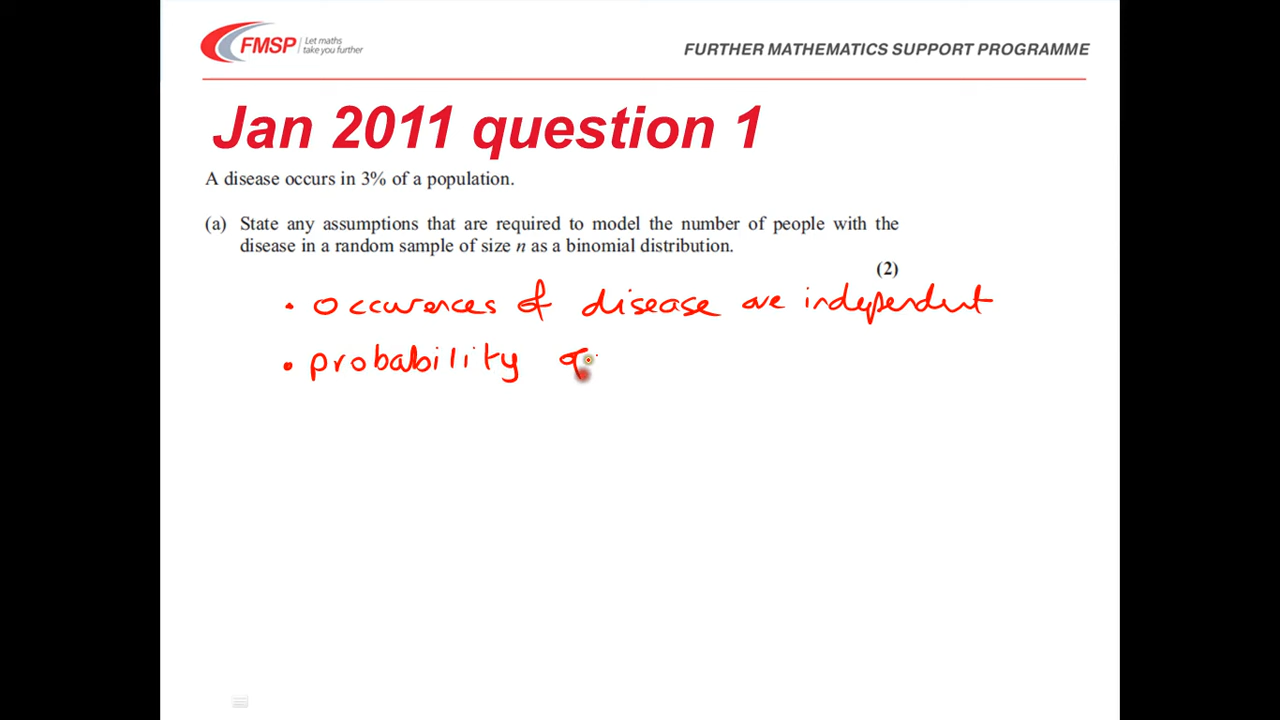 FMSP
Let maths
take you further
FURTHER MATHEMATICS SUPPORT PROGRAMME
Jan 2011 question 1
A disease occurs in 3% of a population.
(a) State any assumptions that are required to model the number of people with the
disease in a random sample of size n as a binomial distribution.
(2)
• occurences of disease are independent
• probability